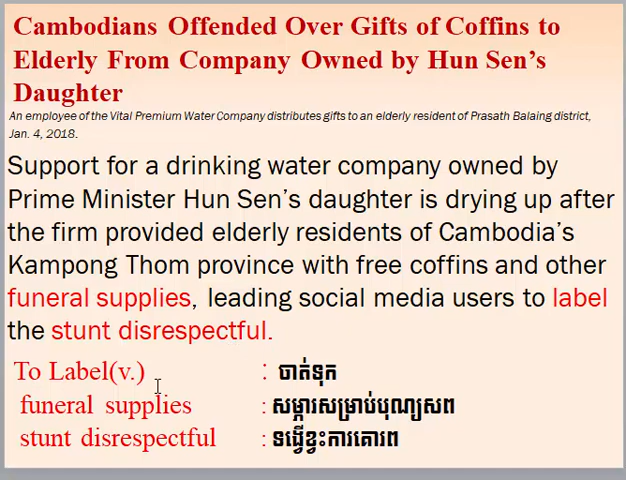 Cambodians Offended Over Gifts of Coffins to
Elderly From Company Owned by Hun Sen’s
Daughter
An employee of the Vital Premium Water Company distributes gifts to an elderly resident of Prasath Balaing district,
Jan. 4, 2018.
Support for a drinking water company owned by
Prime Minister Hun Sen’s daughter is drying up after
the firm provided elderly residents of Cambodia’s
Kampong Thom province with free coffins and other
funeral supplies, leading social media users to label
the stunt disrespectful.
To Label(v.) : ចាត់ទុក
funeral supplies : សម្ភារសម្រាប់បុណ្យសព
stunt disrespectful : ទង្វើខ្វះការគោរព